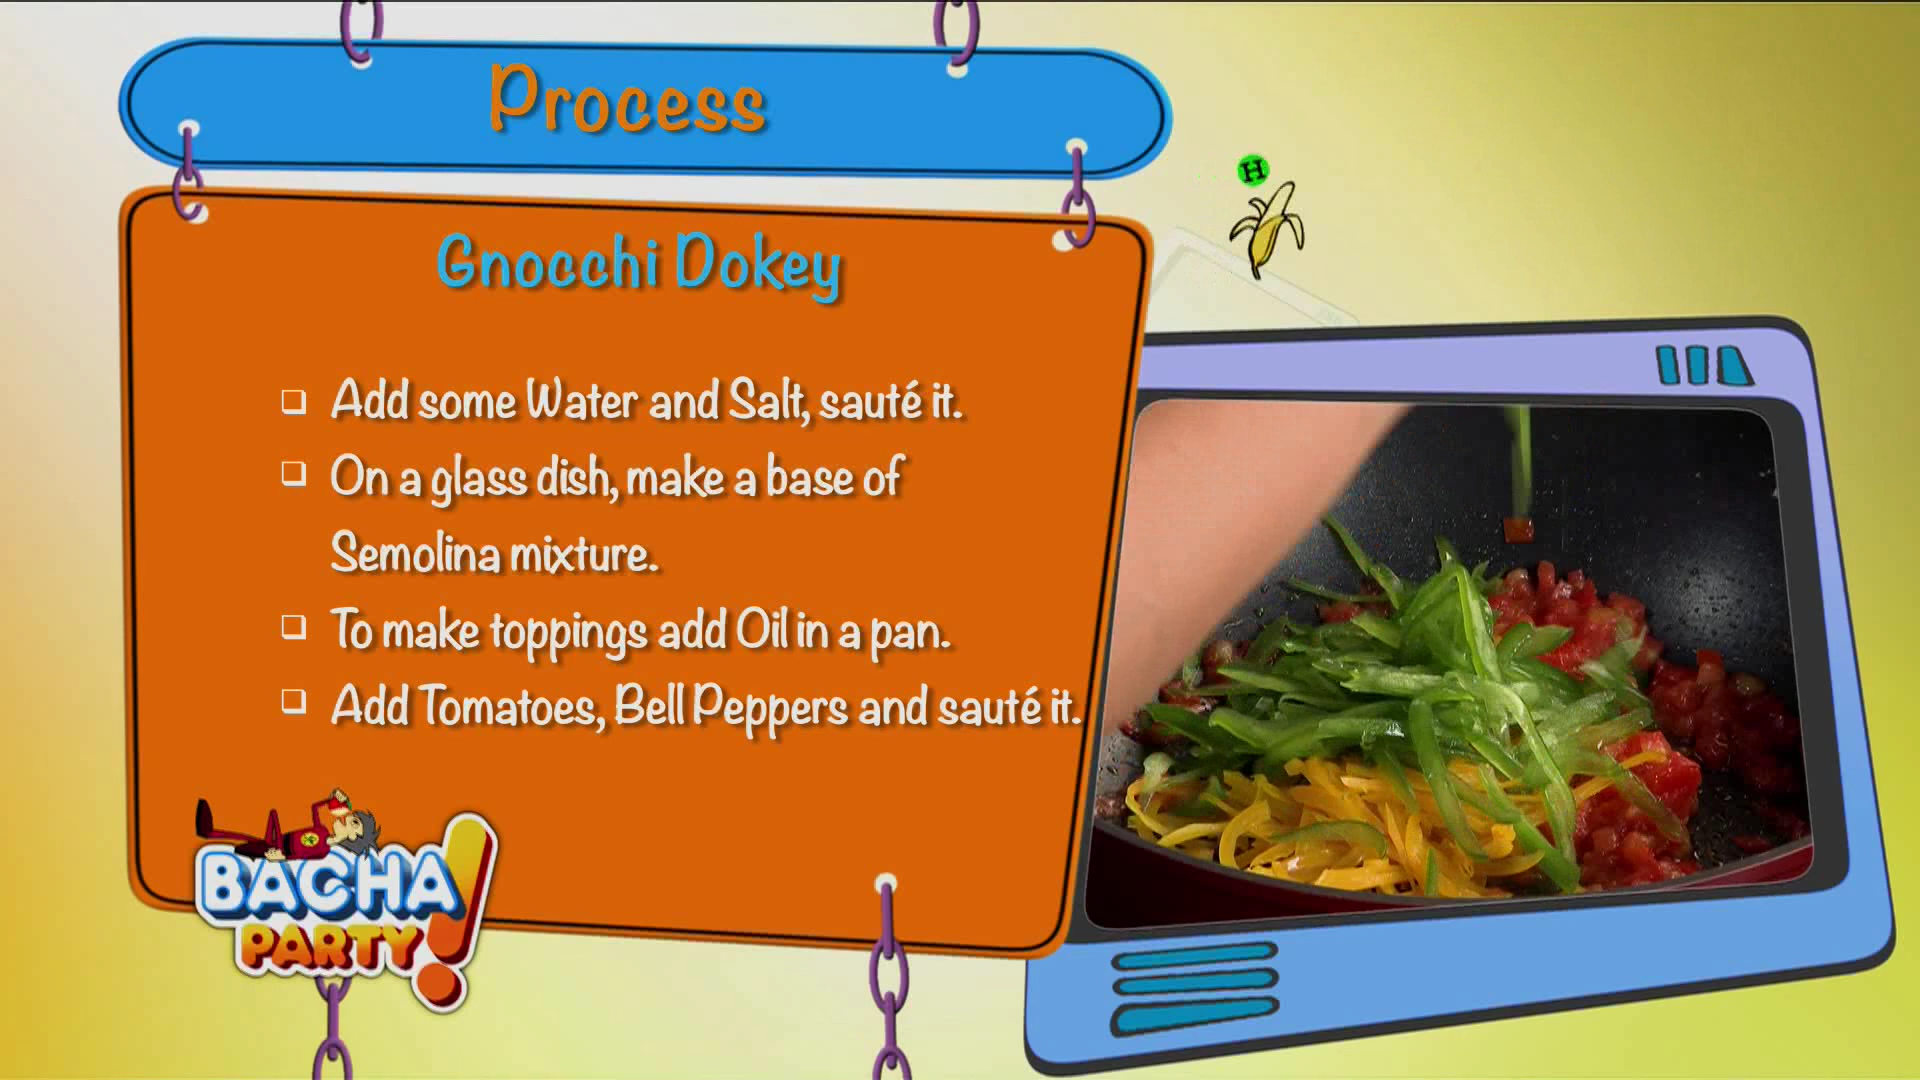 Process
Gnocchi Dokey
Add some Water and Salt, sauté it.
On a glass dish, make a base of
Semolina mixture.
To make toppings add Oil in a pan.
Add Tomatoes, Bell Peppers and sauté it.
H
BACHA
PARTY!